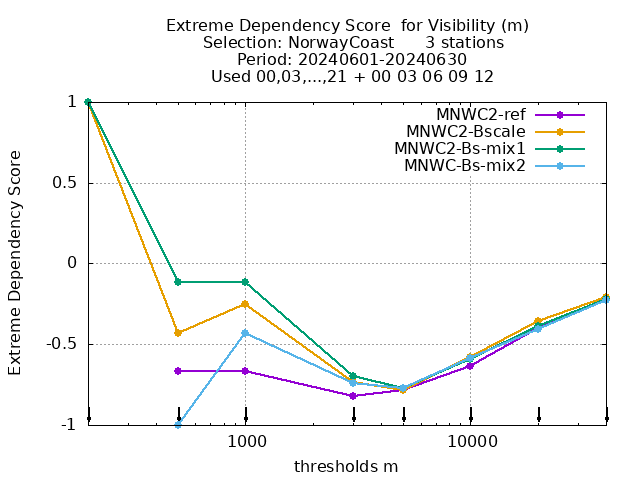 Extreme Dependency Score  for Visibility (m)
Selection: NorwayCoast      3 stations
Period: 20240601-20240630
Used 00,03,...,21 + 00 03 06 09 12
MNWC2-ref
MNWC2-Bscale
MNWC2-Bs-mix1
MNWC-Bs-mix2
Extreme Dependency Score
1
0.5
0
-0.5
-1
1000
10000
thresholds m